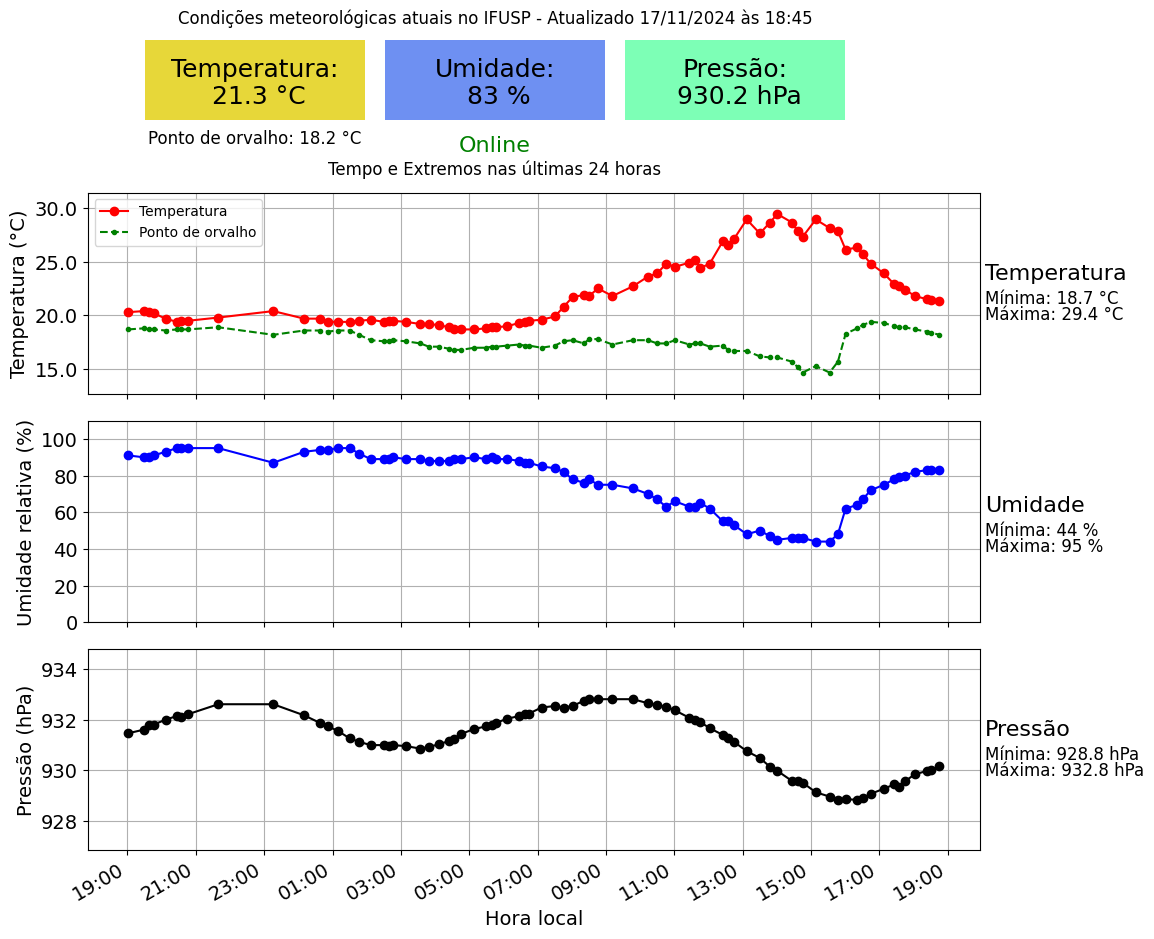 Condições meteorológicas atuais no IFUSP - Atualizado 17/11/2024 às 18:45
Temperatura:
21.3 °C
Umidade:
83 %
Pressão:
930.2 hPa
Ponto de orvalho: 18.2 °C
Online
Tempo e Extremos nas últimas 24 horas
Temperatura (°C)
30.0
25.0
20.0
15.0
Temperatura
Ponto de orvalho
Temperatura
Mínima: 18.7 °C
Máxima: 29.4 °C
Umidade relativa (%)
100
80
60
40
20
0
Umidade
Mínima: 44 %
Máxima: 95 %
Pressão (hPa)
934
932
930
928
Pressão
Mínima: 928.8 hPa
Máxima: 932.8 hPa
19:00 21:00 23:00 01:00 03:00 05:00 07:00 09:00 11:00 13:00 15:00 17:00 19:00
Hora local